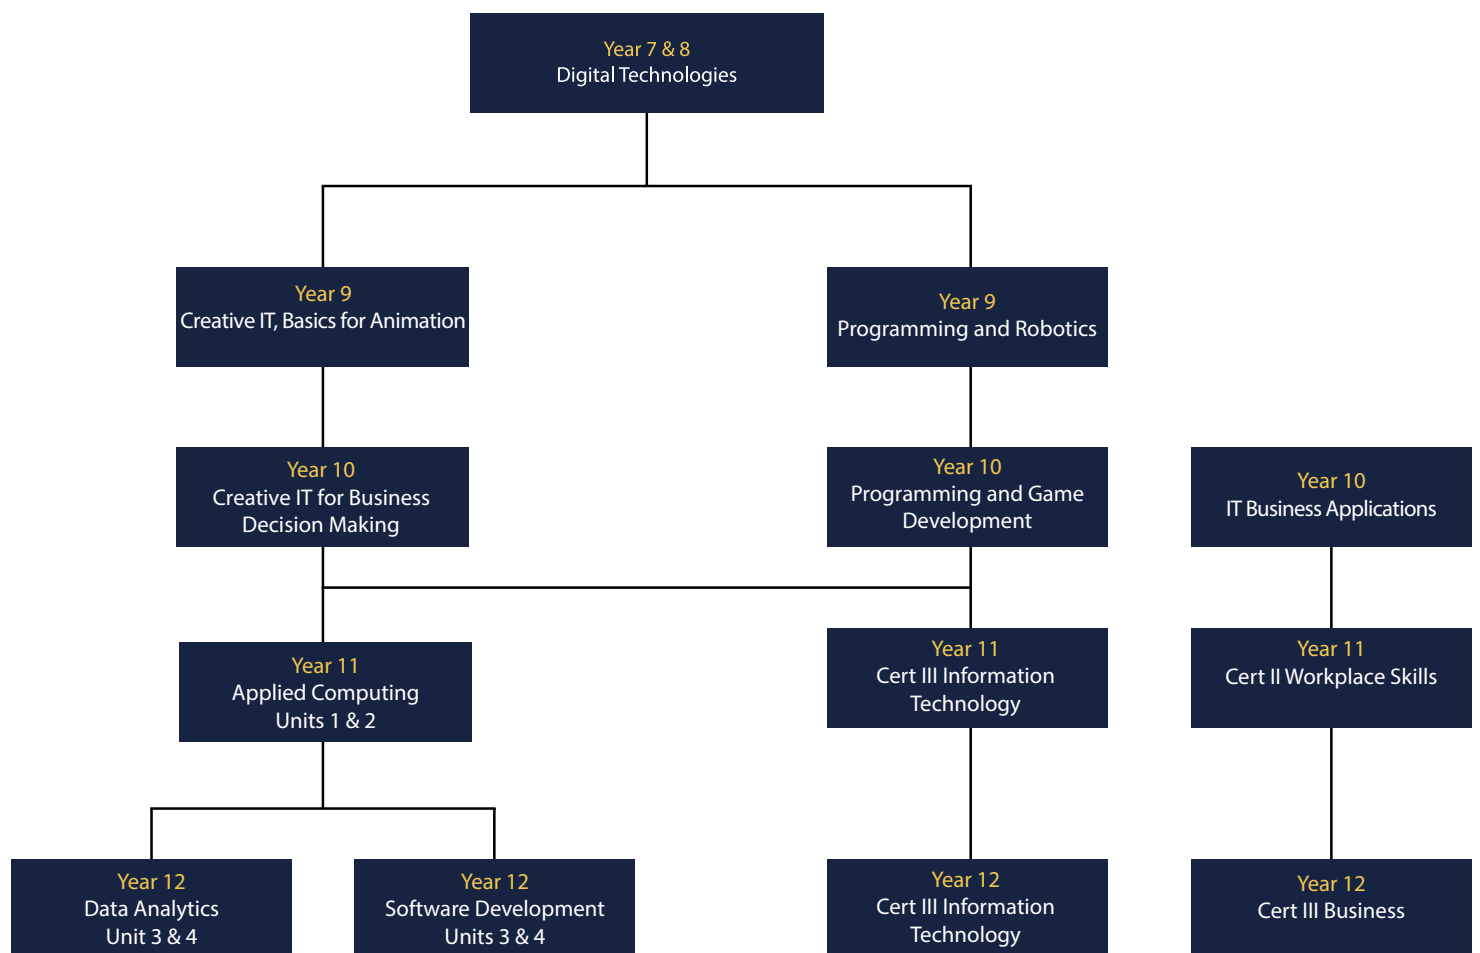 Year 7 & 8
Digital Technologies
Year 9
Creative IT, Basics for Animation
Year 9
Programming and Robotics
Year 10
Creative IT for Business
Decision Making
Year 10
Programming and Game
Development
Year 10
IT Business Applications
Year 11
Applied Computing
Units 1 & 2
Year 11
Cert III Information
Technology
Year 11
Cert II Workplace Skills
Year 12
Data Analytics
Unit 3 & 4
Year 12
Software Development
Units 3 & 4
Year 12
Cert III Information
Technology
Year 12
Cert III Business